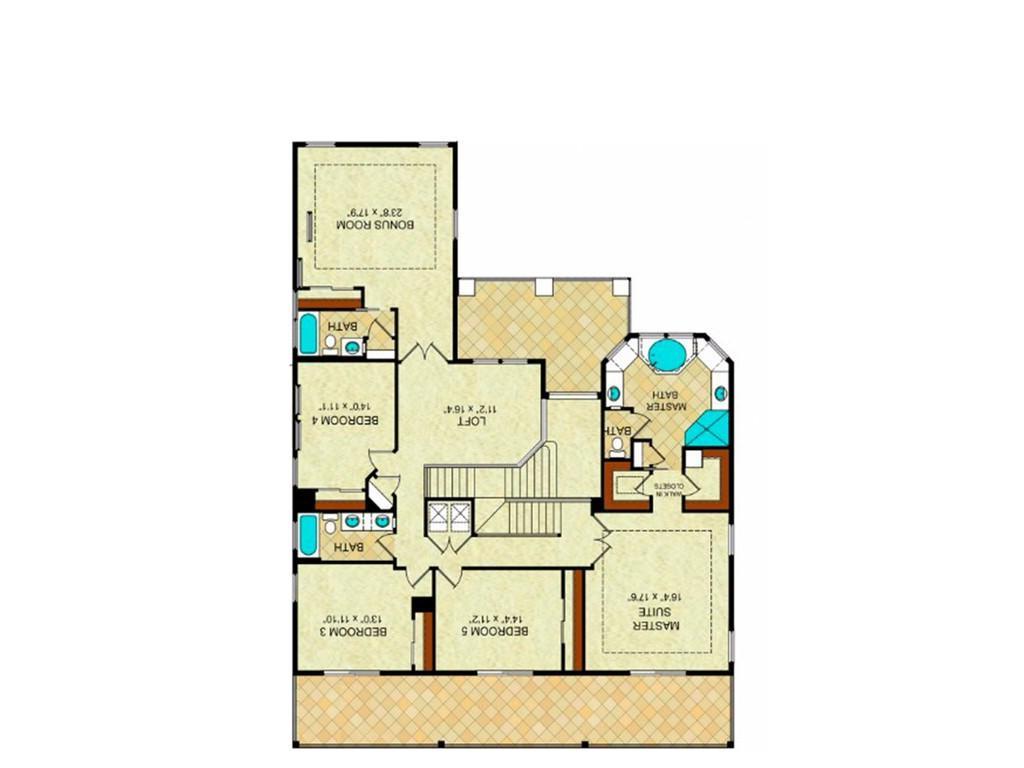 BONUS ROOM
23'8" x 17'9"
BATH
BEDROOM 4
14'0" x 11'1"
LOFT
11'2" x 16'4"
MASTER
BATH
BATH
WALK IN
CLOSETS
BATH
BEDROOM 3
13'0" x 11'10"
BEDROOM 5
14'4" x 11'2"
MASTER
SUITE
16'4" x 17'6"